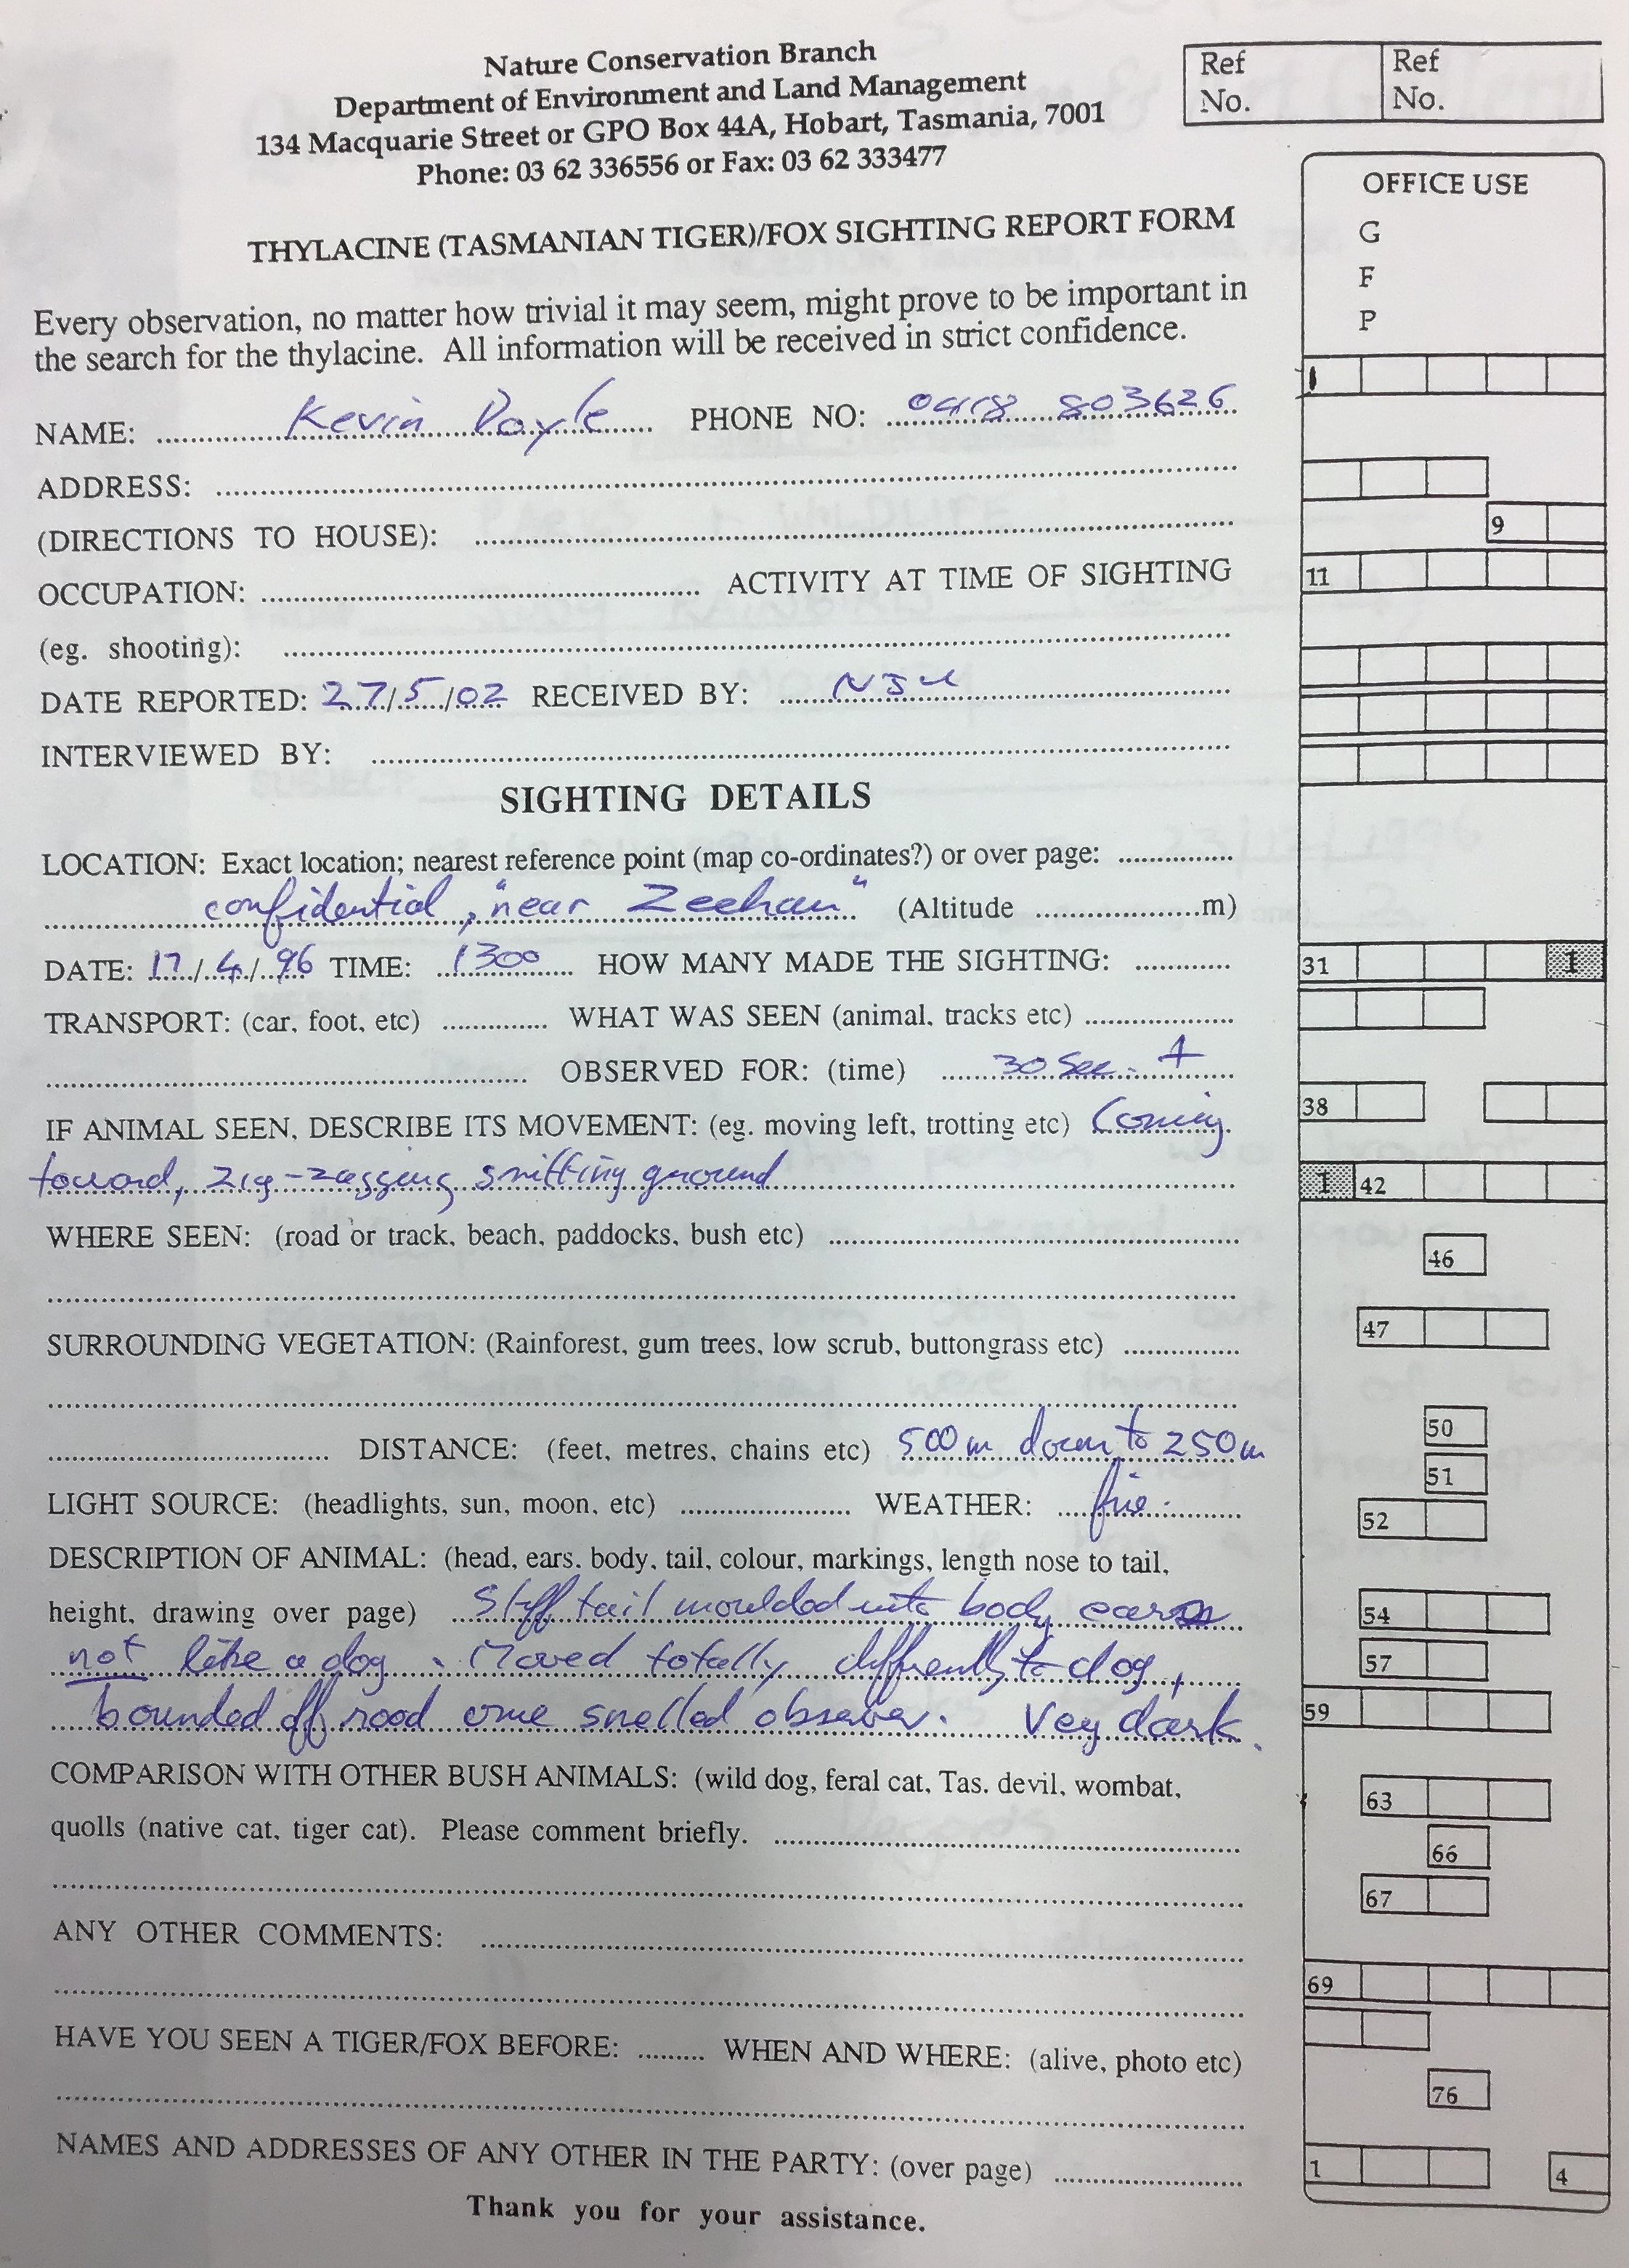 Nature Conservation Branch
Department of Environment and Land Management
134 Macquarie Street or GPO Box 44A, Hobart, Tasmania, 7001
Phone: 03 62 336556 or Fax: 03 62 333477
Ref No. Ref No.
THYLACINE (TASMANIAN TIGER)/FOX SIGHTING REPORT FORM
Every observation, no matter how trivial it may seem, might prove to be important in
the search for the thylacine. All information will be received in strict confidence.
OFFICE USE
G
F
P
1
NAME: Kevin Doyle PHONE NO: 0418 803626
ADDRESS:
(DIRECTIONS TO HOUSE):
9
OCCUPATION: ACTIVITY AT TIME OF SIGHTING
11
(eg. shooting):
DATE REPORTED: 27/5/02 RECEIVED BY:
INTERVIEWED BY:
SIGHTING DETAILS
LOCATION: Exact location; nearest reference point (map co-ordinates?) or over page:
confidential, "near Zeehan" (Altitude m)
DATE: 17/4/96 TIME: 1300 HOW MANY MADE THE SIGHTING:
31 1
TRANSPORT: (car, foot, etc) WHAT WAS SEEN (animal, tracks etc)
OBSERVED FOR: (time) 30 sec. +
38
IF ANIMAL SEEN, DESCRIBE ITS MOVEMENT: (eg. moving left, trotting etc) Coming
toward, zig-zagging sniffing ground
1 42
WHERE SEEN: (road or track, beach, paddocks, bush etc)
46
SURROUNDING VEGETATION: (Rainforest, gum trees, low scrub, buttongrass etc)
47
DISTANCE: (feet, metres, chains etc) 500m down to 250m
50
51
LIGHT SOURCE: (headlights, sun, moon, etc) WEATHER: fine.
52
DESCRIPTION OF ANIMAL: (head, ears, body, tail, colour, markings, length nose to tail,
height, drawing over page) Stiff tail moulded into body ears
54
not like a dog. Moved totally differently to dog,
57
bounded off road once smelled observer. Very dark.
59
COMPARISON WITH OTHER BUSH ANIMALS: (wild dog, feral cat, Tas. devil, wombat,
63
quolls (native cat, tiger cat). Please comment briefly.
66
67
ANY OTHER COMMENTS:
69
HAVE YOU SEEN A TIGER/FOX BEFORE: WHEN AND WHERE: (alive, photo etc)
76
NAMES AND ADDRESSES OF ANY OTHER IN THE PARTY: (over page)
1 4
Thank you for your assistance.